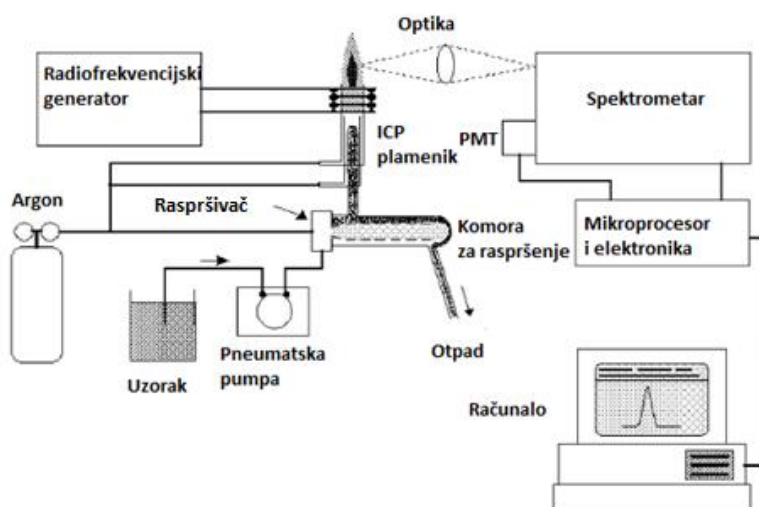 Optika
Radiofrekvencijski
generator
Spektrometar
ICP
plamenik
PMT
Argon
Raspršivač
Komora
za raspršenje
Mikroprocesor
i elektronika
Uzorak
Pneumatska
pumpa
Otpad
Računalo